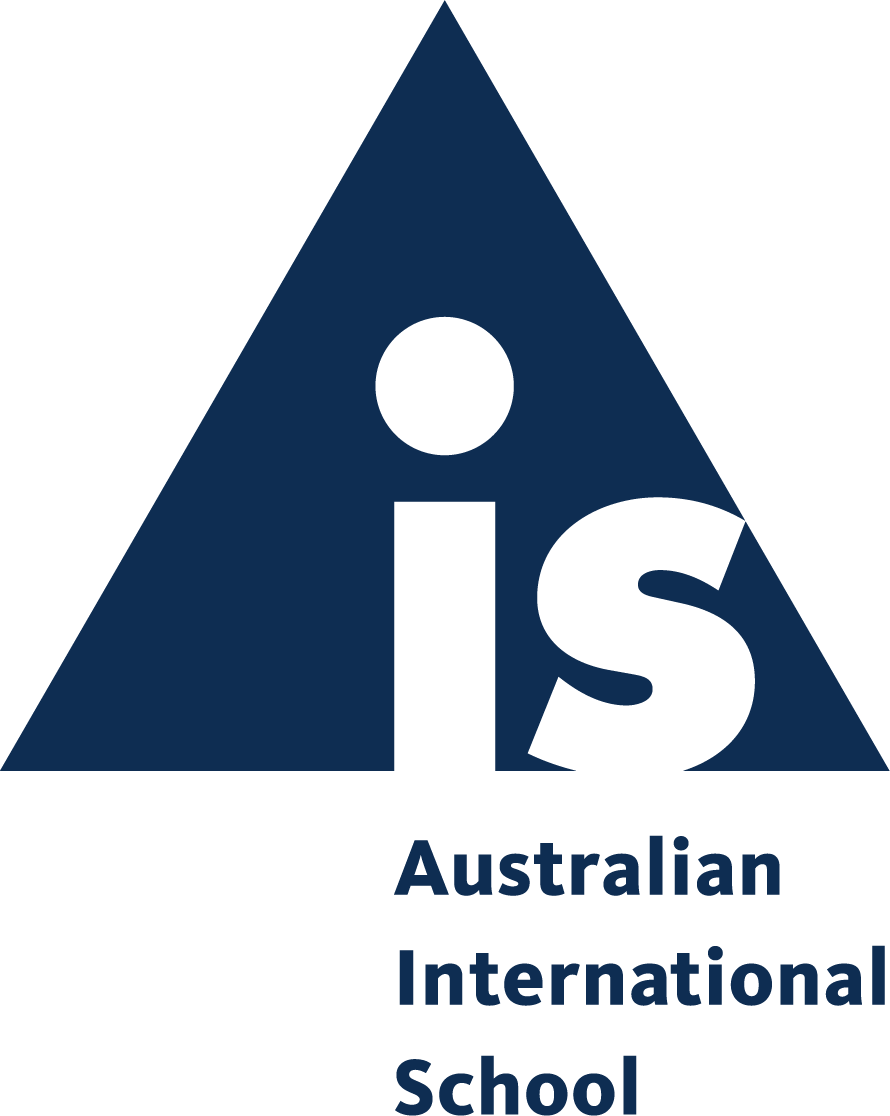 is
Australian
International
School